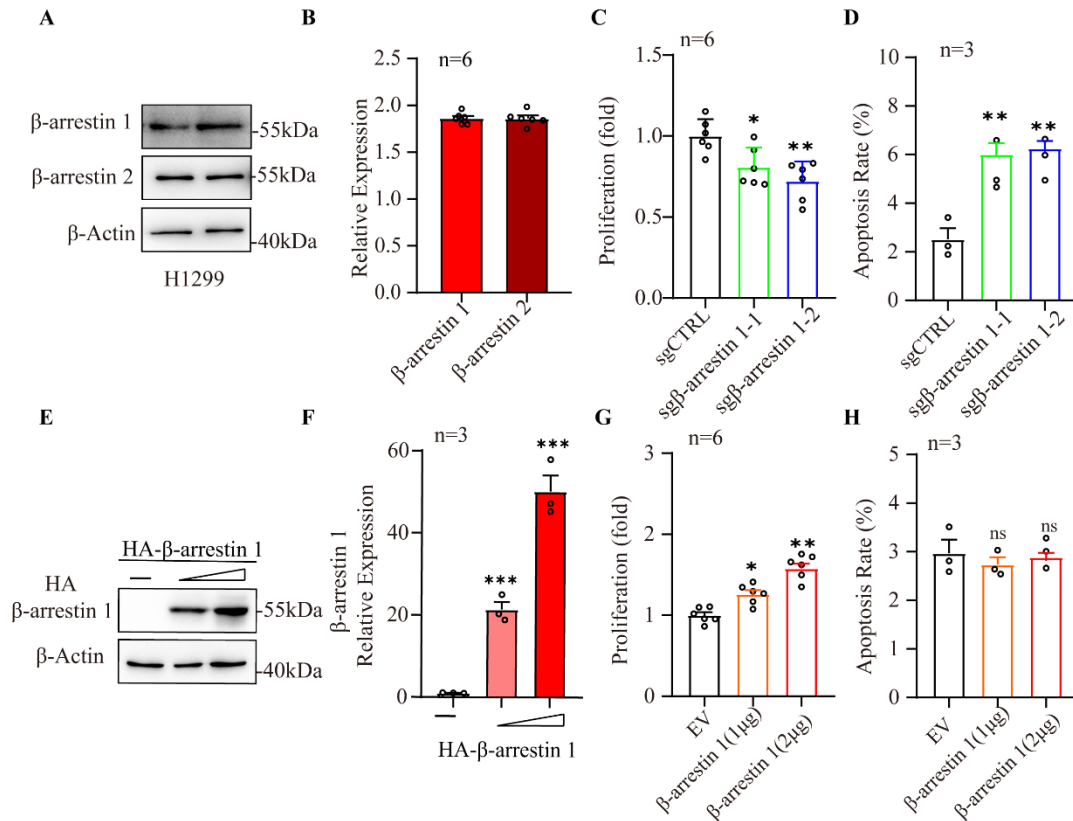 A
β-arrestin 1
-55kDa
β-arrestin 2
-55kDa
β-Actin
-40kDa
H1299
B
n=6
Relative Expression
2.5
2.0
1.5
1.0
0.5
0.0
β-arrestin 1
β-arrestin 2
C
n=6
Proliferation (fold)
1.5
1.0
0.5
0.0
*
**
sgCTRL
sgβ-arrestin 1-1
sgβ-arrestin 1-2
D
n=3
Apoptosis Rate (%)
10
8
6
4
2
0
**
**
sgCTRL
sgβ-arrestin 1-1
sgβ-arrestin 1-2
E
HA-β-arrestin 1
HA
β-arrestin 1
-55kDa
β-Actin
-40kDa
F
n=3
β-arrestin 1
Relative Expression
60
40
20
0
***
***
HA-β-arrestin 1
G
n=6
Proliferation (fold)
3
2
1
0
*
**
EV
β-arrestin 1(1μg)
β-arrestin 1(2μg)
H
n=3
Apoptosis Rate (%)
5
4
3
2
1
0
ns
ns
EV
β-arrestin 1(1μg)
β-arrestin 1(2μg)